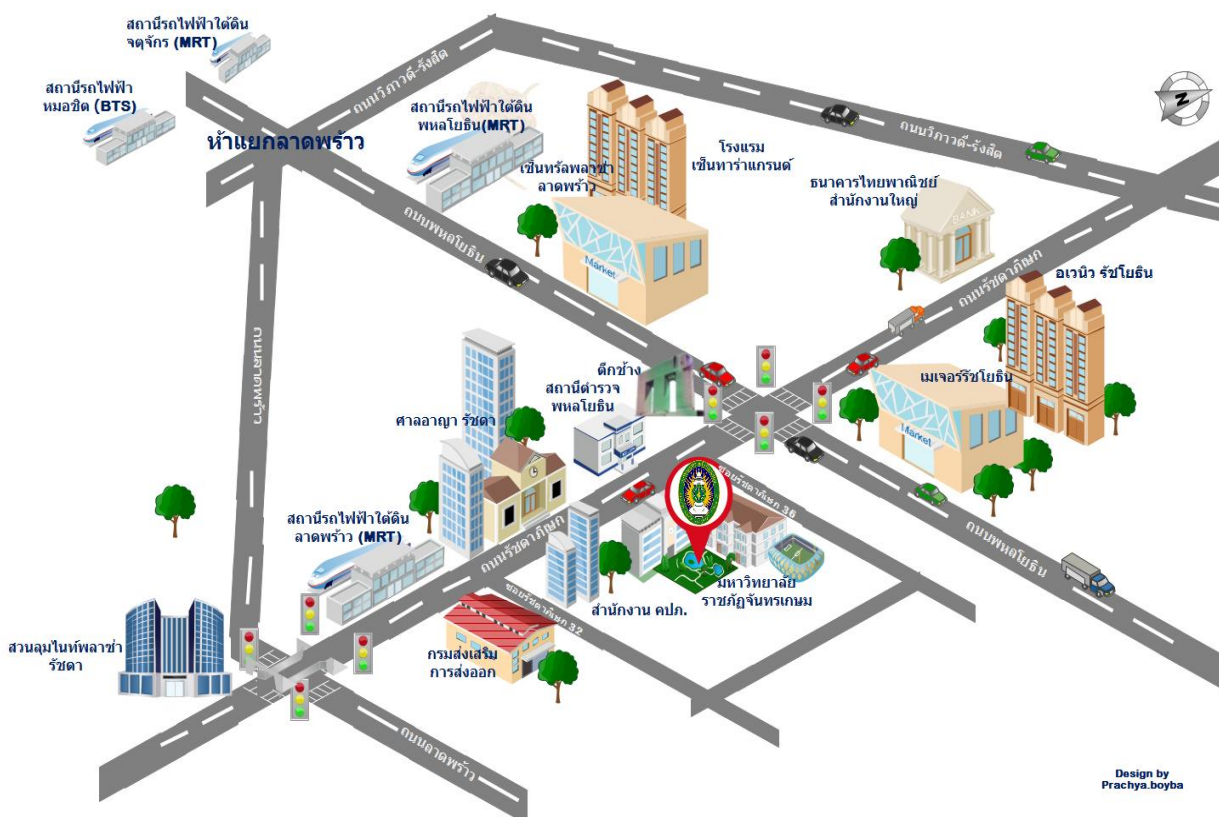 สถานีรถไฟฟ้าใต้ดิน
จตุจักร (MRT)
สถานีรถไฟฟ้า
หมอชิต (BTS)
ถนนวิภาวดี-รังสิต
ห้าแยกลาดพร้าว
สถานีรถไฟฟ้าใต้ดิน
พหลโยธิน(MRT)
เซ็นทรัลพลาซ่า
ลาดพร้าว
โรงแรม
เซ็นทาร่าแกรนด์
ถนนวิภาวดี-รังสิต
N
ธนาคารไทยพาณิชย์
สำนักงานใหญ่
BANK
ถนนพหลโยธิน
Market
ถนนรัชดาภิเษก
อเวนิว รัชโยธิน
ถนนลาดพร้าว
ตึกช้าง
สถานีตำรวจ
พหลโยธิน
เมเจอร์รัชโยธิน
Market
ศาลอาญา รัชดา
ซอยรัชดาภิเษก 36
สถานีรถไฟฟ้าใต้ดิน
ลาดพร้าว (MRT)
ถนนรัชดาภิเษก
ถนนพหลโยธิน
มหาวิทยาลัย
ราชภัฏจันทรเกษม
สำนักงาน คปภ.
ซอยรัชดาภิเษก 32
สวนลุมไนท์พลาซ่า
รัชดา
กรมส่งเสริม
การส่งออก
ถนนลาดพร้าว
Design by
Prachya.boyba